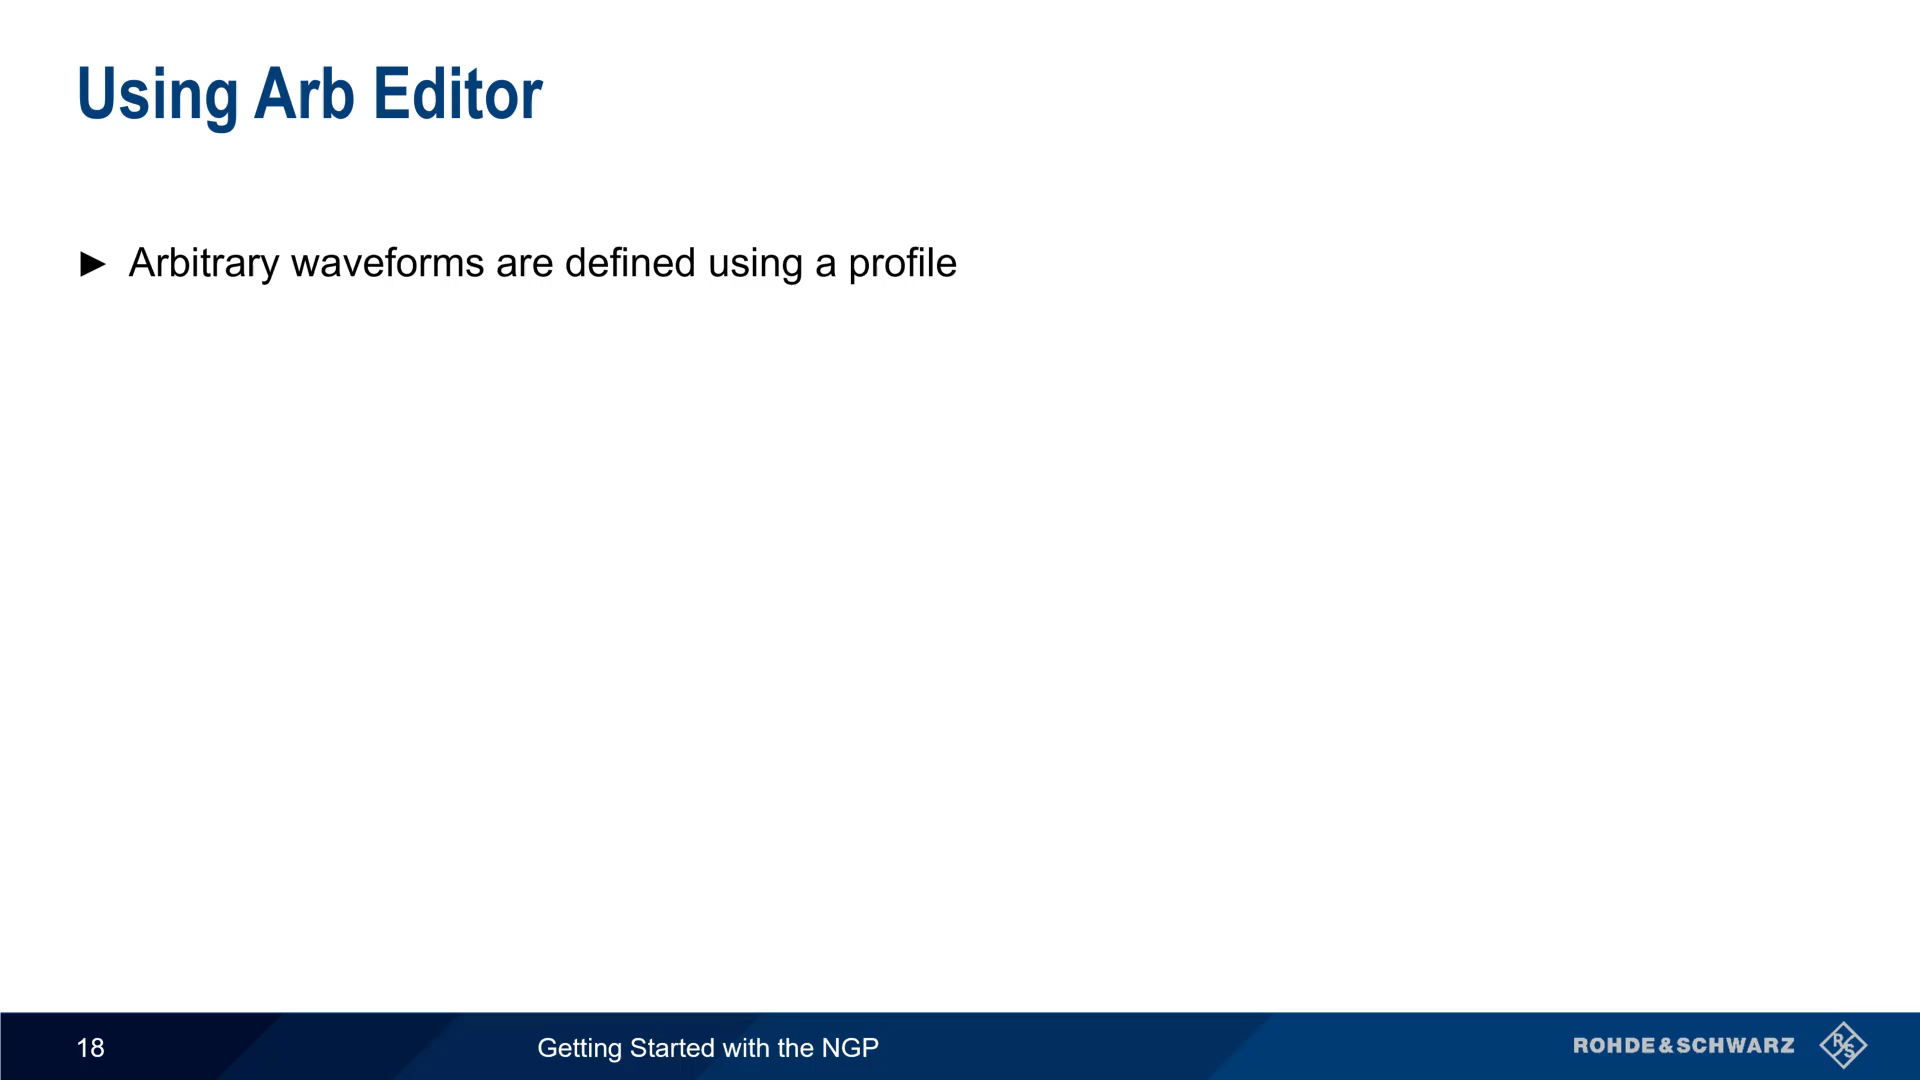 Using Arb Editor
► Arbitrary waveforms are defined using a profile
18
Getting Started with the NGP
ROHDE&SCHWARZ
R&S